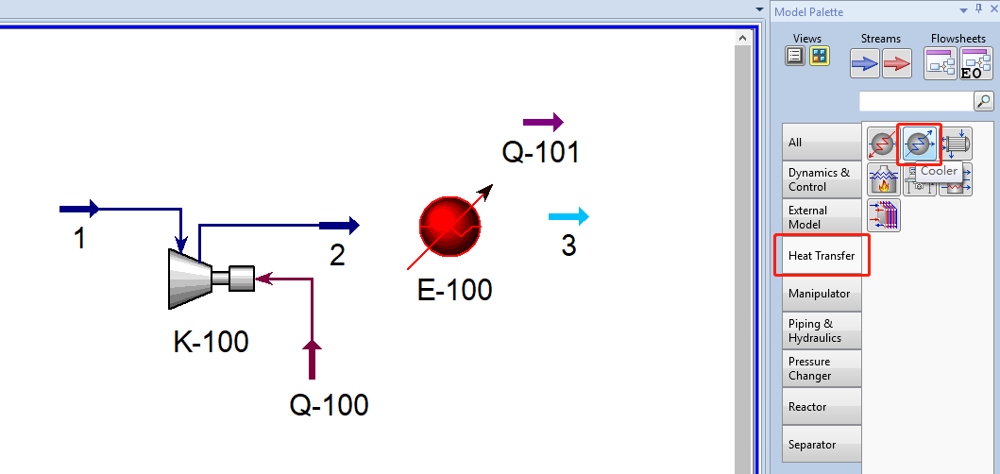 Model Palette
Views
Streams
Flowsheets
EO
All
Dynamics &
Control
External
Model
Heat Transfer
Manipulator
Piping &
Hydraulics
Pressure
Changer
Reactor
Separator
Cooler
Q-101
1
2
3
E-100
K-100
Q-100